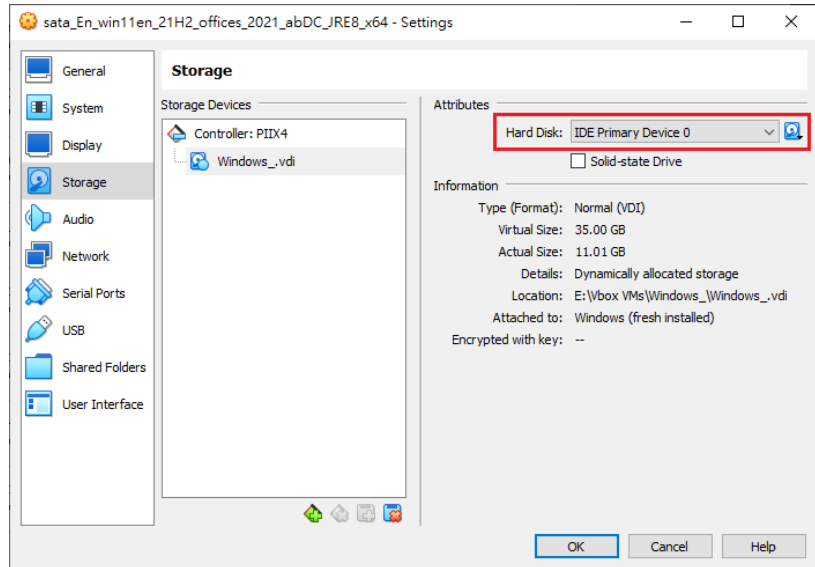 sata_En_win11en_21H2_offices_2021_abDC_JRE8_x64 - Settings
General
System
Display
Storage
Audio
Network
Serial Ports
USB
Shared Folders
User Interface
Storage
Storage Devices
Controller: PIIX4
Windows_.vdi
Attributes
Hard Disk: IDE Primary Device 0
Solid-state Drive
Information
Type (Format): Normal (VDI)
Virtual Size: 35.00 GB
Actual Size: 11.01 GB
Details: Dynamically allocated storage
Location: E:\Vbox VMs\Windows_\Windows_.vdi
Attached to: Windows (fresh installed)
Encrypted with key: --
OK Cancel Help